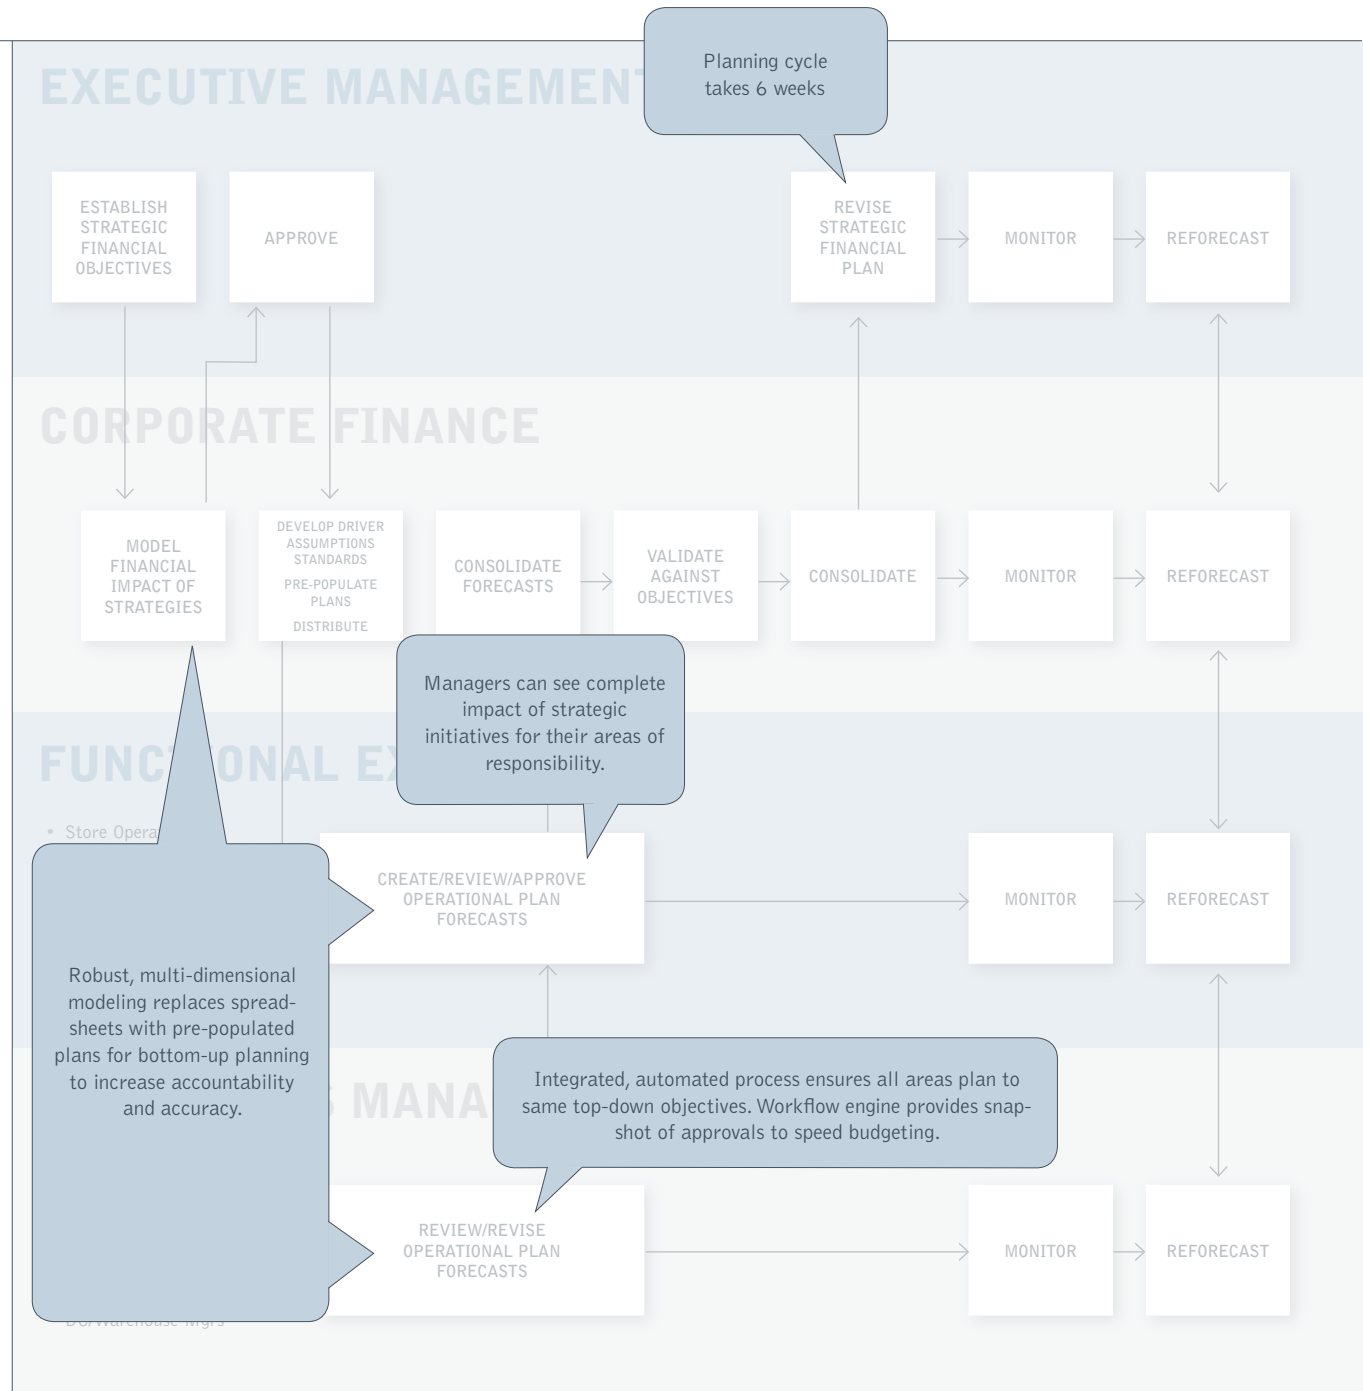 EXECUTIVE MANAGEMENT
Planning cycle
takes 6 weeks
ESTABLISH
STRATEGIC
FINANCIAL
OBJECTIVES
APPROVE
REVISE
STRATEGIC
FINANCIAL
PLAN
MONITOR
REFORECAST
CORPORATE FINANCE
MODEL
FINANCIAL
IMPACT OF
STRATEGIES
DEVELOP DRIVER
ASSUMPTIONS
STANDARDS
PRE-POPULATE
PLANS
DISTRIBUTE
CONSOLIDATE
FORECASTS
VALIDATE
AGAINST
OBJECTIVES
CONSOLIDATE
MONITOR
REFORECAST
Managers can see complete
impact of strategic
initiatives for their areas of
responsibility.
• Store
CREATE/REVIEW/APPROVE
OPERATIONAL PLAN
FORECASTS
MONITOR
REFORECAST
Robust, multi-dimensional
modeling replaces spread-
sheets with pre-populated
plans for bottom-up planning
to increase accountability
and accuracy.
Integrated, automated process ensures all areas plan to
same top-down objectives. Workflow engine provides snap-
shot of approvals to speed budgeting.
REVIEW/REVISE
OPERATIONAL PLAN
FORECASTS
MONITOR
REFORECAST
DC/Warehouse Mgrs